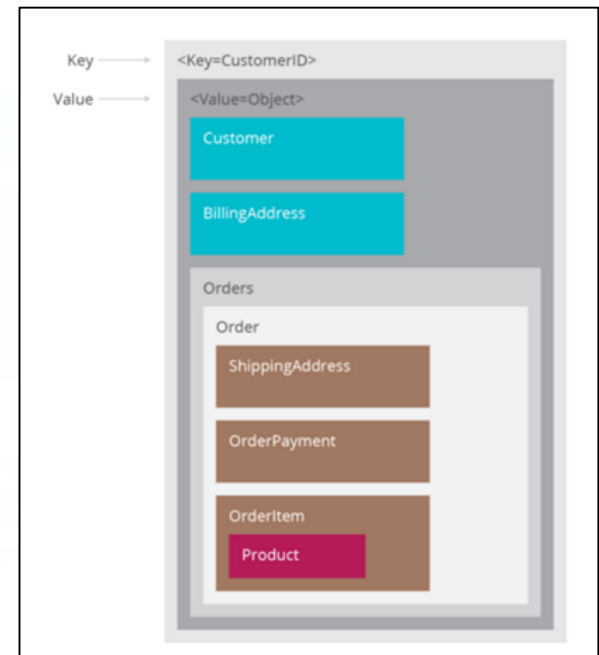 Key
<Key=CustomerID>
Value
<Value=Object>
Customer
BillingAddress
Orders
Order
ShippingAddress
OrderPayment
OrderItem
Product